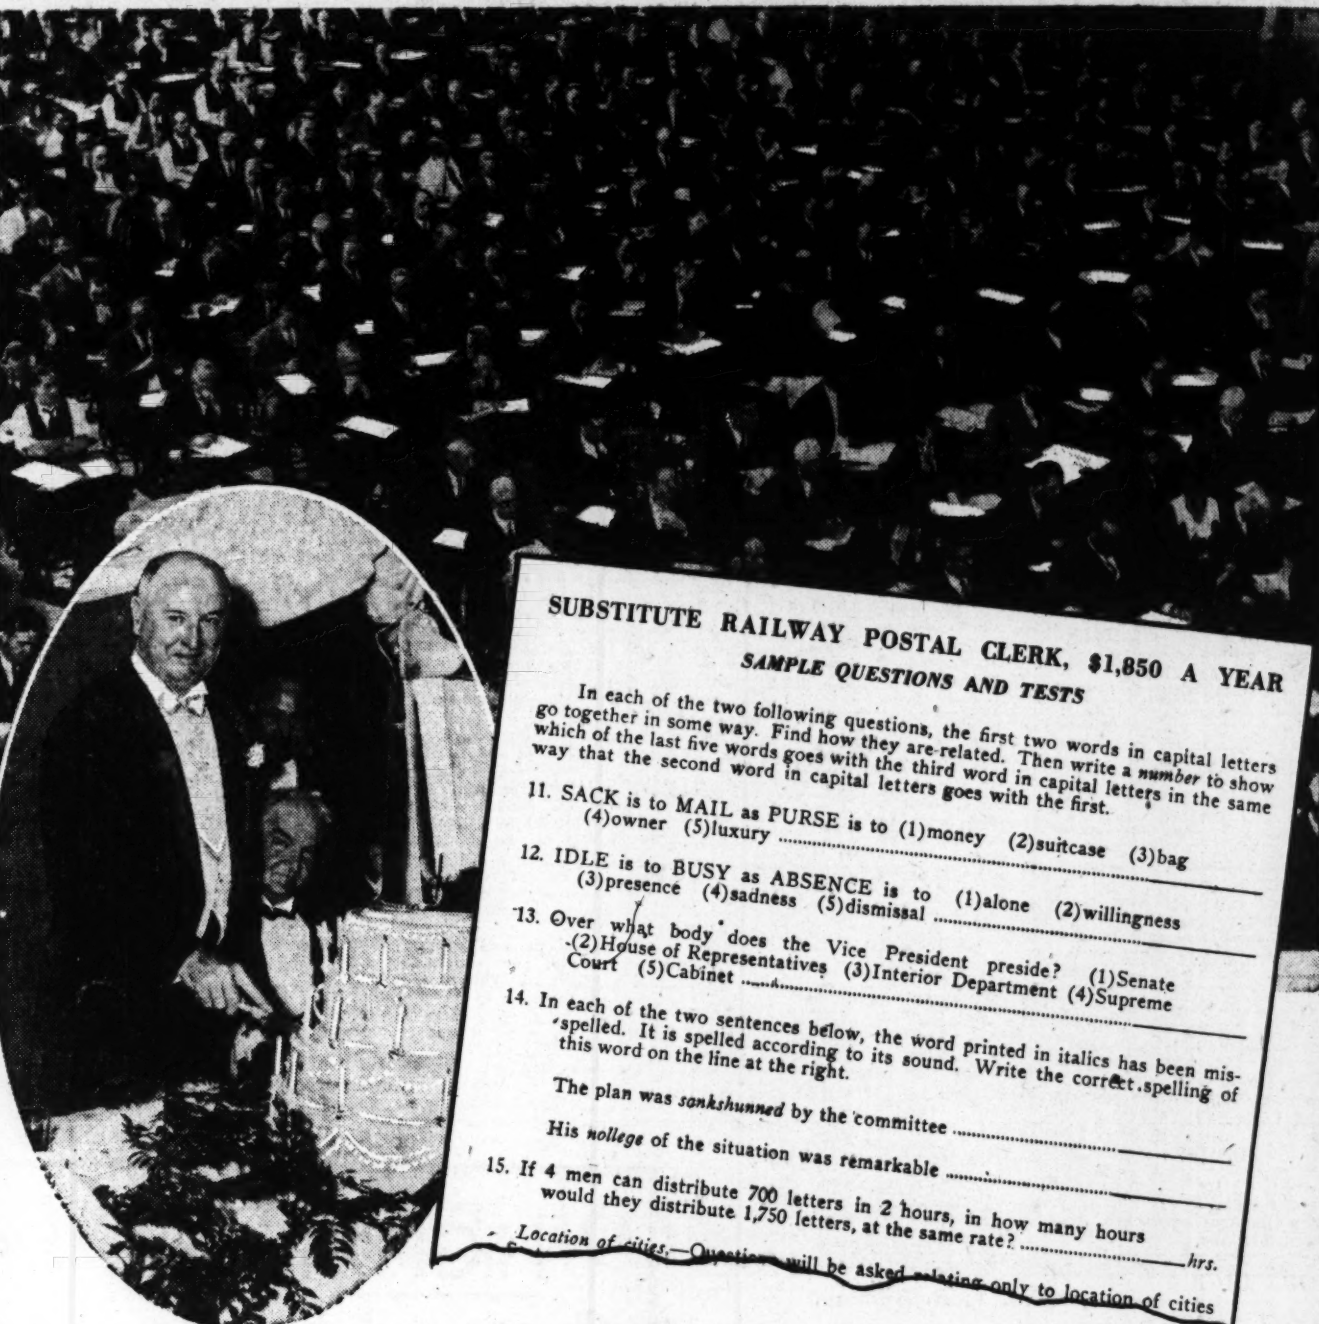 SUBSTITUTE RAILWAY POSTAL CLERK, $1,850 A YEAR
SAMPLE QUESTIONS AND TESTS
In each of the two following questions, the first two words in capital letters
go together in some way. Find how they are related. Then write a number to show
which of the last five words goes with the third word in capital letters in the same
way that the second word in capital letters goes with the first.
11. SACK is to MAIL as PURSE is to (1)money (2)suitcase (3)bag
(4)owner (5)luxury
12. IDLE is to BUSY as ABSENCE is to (1)alone (2)willingness
(3)presence (4)sadness (5)dismissal
13. Over what body does the Vice President preside? (1)Senate
(2)House of Representatives (3)Interior Department (4)Supreme
Court (5)Cabinet
14. In each of the two sentences below, the word printed in italics has been mis-
spelled. It is spelled according to its sound. Write the correct spelling of
this word on the line at the right.
The plan was sankshunned by the committee
His nollege of the situation was remarkable
15. If 4 men can distribute 700 letters in 2 hours, in how many hours
would they distribute 1,750 letters, at the same rate? hrs.
Location of cities.—Questions will be asked relating only to location of cities